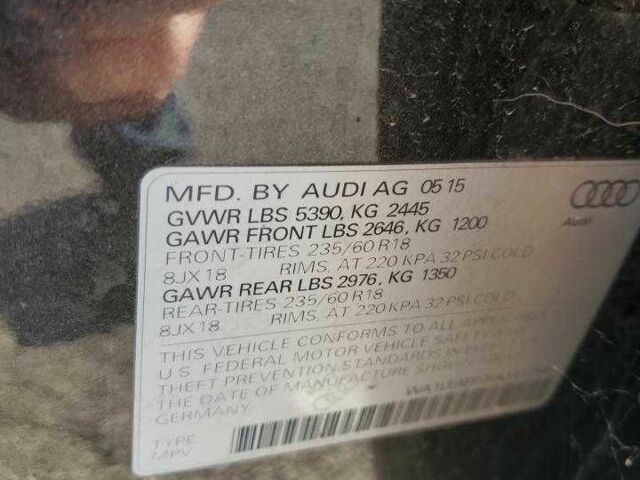 MFD. BY AUDI AG 05 15
GVWR LBS 5390, KG 2445
GAWR FRONT LBS 2646, KG 1200
FRONT-TIRES 235/60 R18
8JX18 RIMS, AT 220 KPA 32 PSI COLD
GAWR REAR LBS 2976, KG 1350
REAR-TIRES 235/60 R18
8JX18 RIMS, AT 220 KPA 32 PSI COLD
THIS VEHICLE CONFORMS TO ALL APPLICABLE
U.S. FEDERAL MOTOR VEHICLE SAFETY
THEFT PREVENTION STANDARDS IN
THE DATE OF MANUFACTURE SHOWN
GERMANY.
TYPE
MPV
Audi